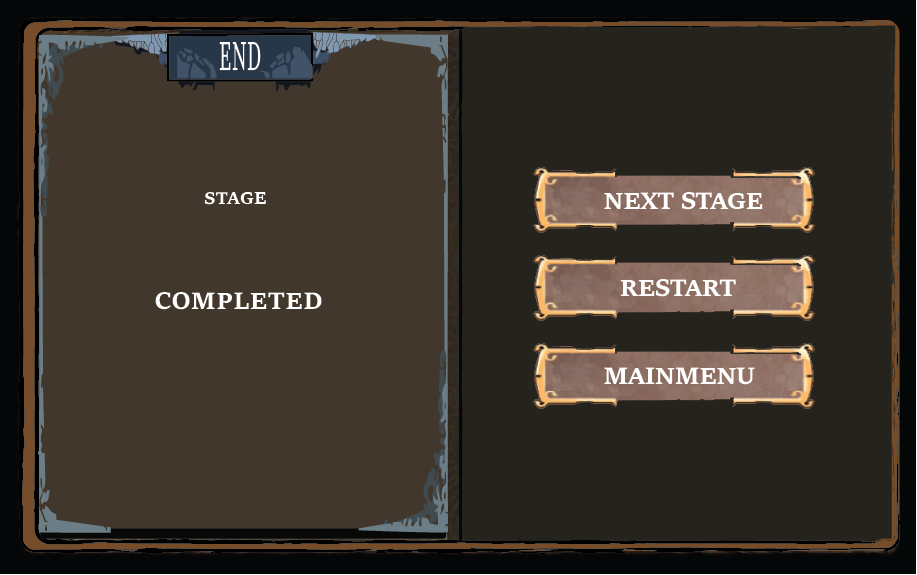 END
STAGE
COMPLETED
NEXT STAGE
RESTART
MAINMENU